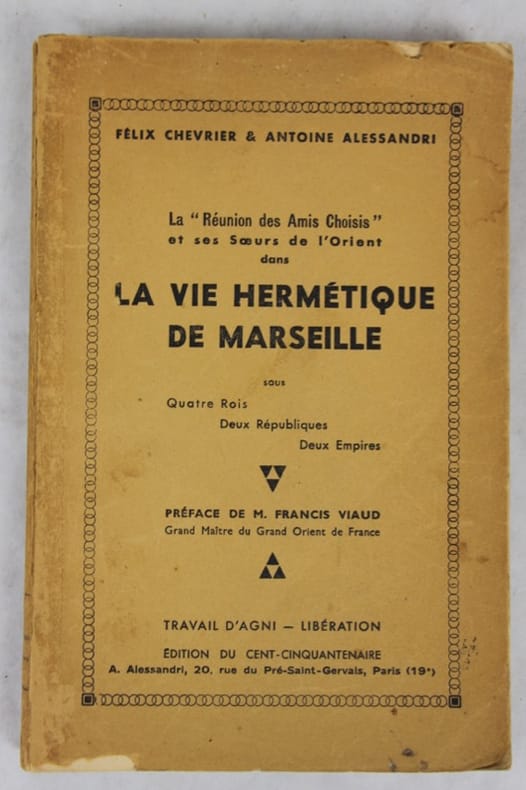 FÉLIX CHEVRIER & ANTOINE ALESSANDRI
La "Réunion des Amis Choisis"
et ses Sœurs de l'Orient
dans
LA VIE HERMÉTIQUE
DE MARSEILLE
sous
Quatre Rois
Deux Républiques
Deux Empires
PRÉFACE DE M. FRANCIS VIAUD
Grand Maître du Grand Orient de France
TRAVAIL D'AGNI — LIBÉRATION
ÉDITION DU CENT-CINQUANTENAIRE
A. Alessandri, 20, rue du Pré-Saint-Gervais, Paris (19e)